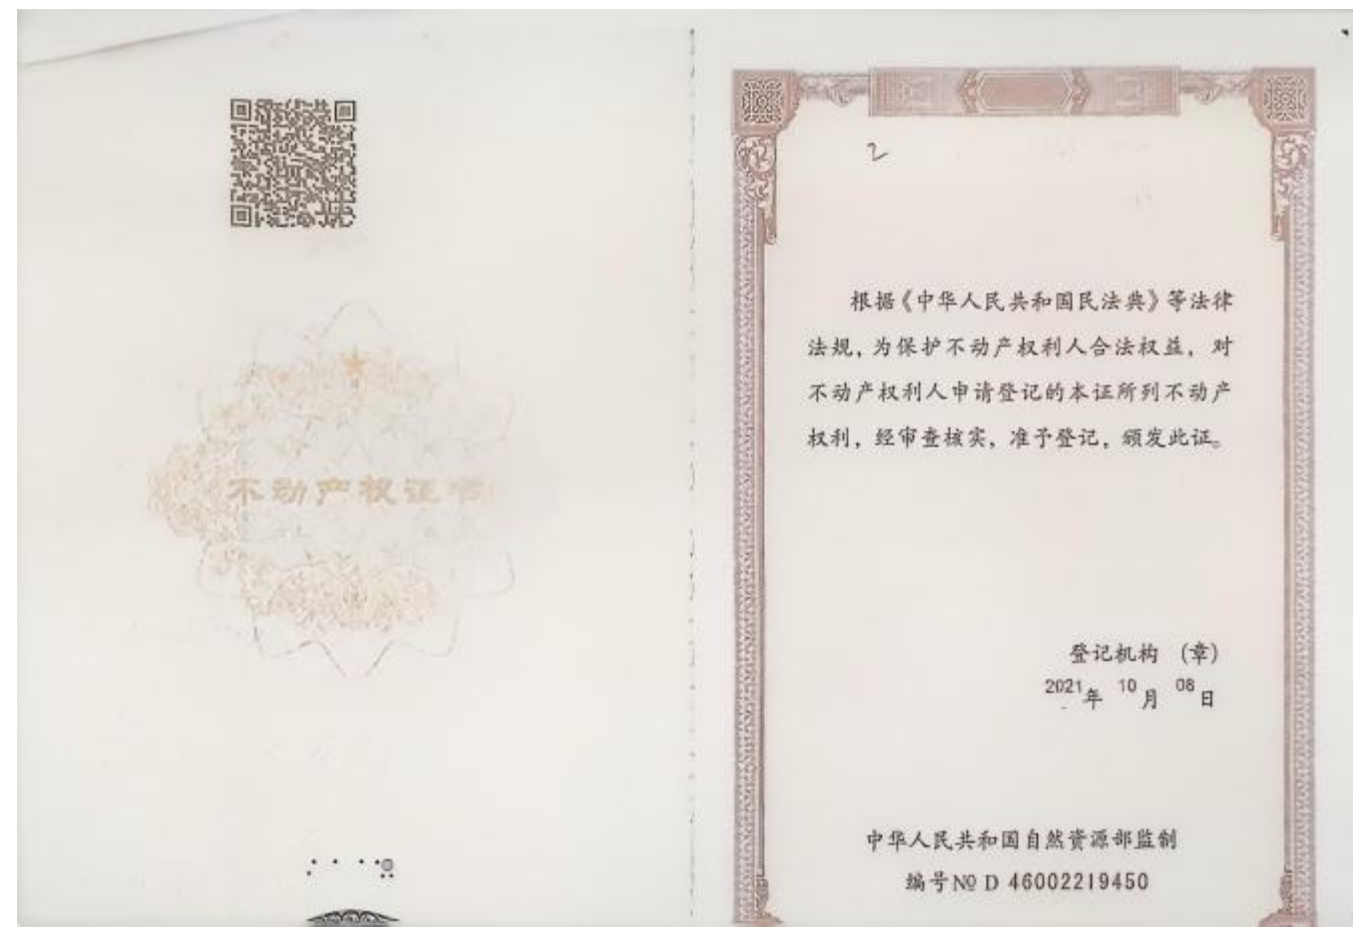 不动产权证书
2
根据《中华人民共和国民法典》等法律
法规，为保护不动产权利人合法权益，对
不动产权利人申请登记的本证所列不动产
权利，经审查核实，准予登记，颁发此证。
登记机构 （章）
2021年 10月 08日
中华人民共和国自然资源部监制
编号№ D 46002219450